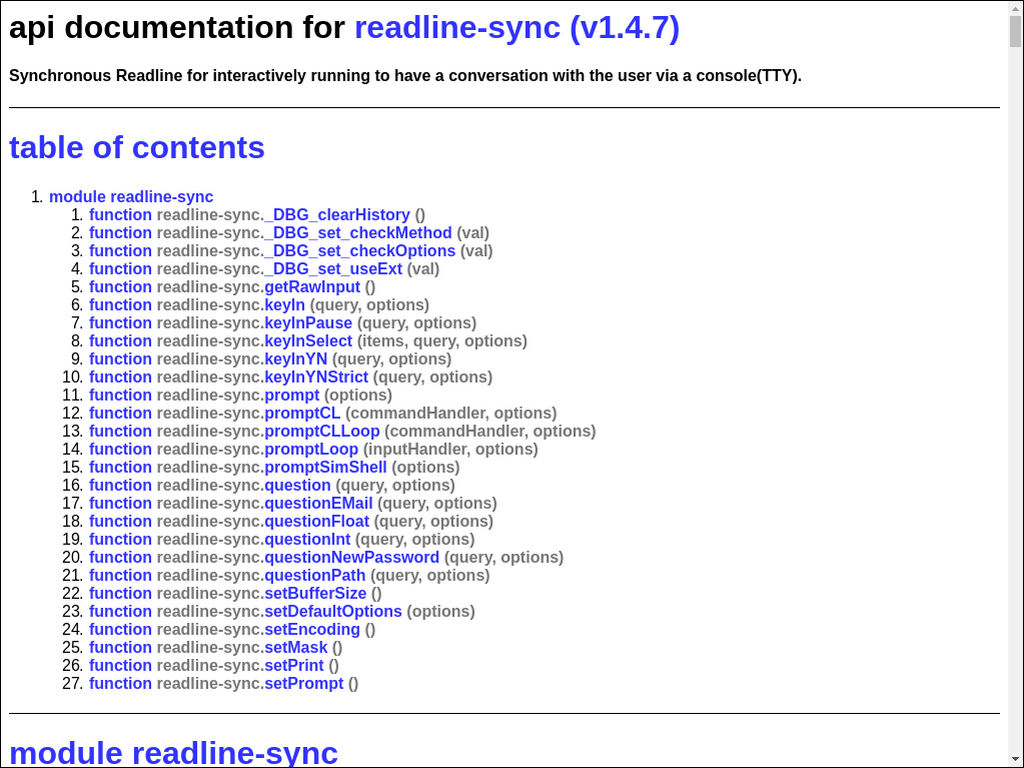 api documentation for readline-sync (v1.4.7)
Synchronous Readline for interactively running to have a conversation with the user via a console(TTY).
table of contents
1. module readline-sync
1. function readline-sync._DBG_clearHistory ()
2. function readline-sync._DBG_set_checkMethod (val)
3. function readline-sync._DBG_set_checkOptions (val)
4. function readline-sync._DBG_set_useExt (val)
5. function readline-sync.getRawInput ()
6. function readline-sync.keyIn (query, options)
7. function readline-sync.keyInPause (query, options)
8. function readline-sync.keyInSelect (items, query, options)
9. function readline-sync.keyInYN (query, options)
10. function readline-sync.keyInYNStrict (query, options)
11. function readline-sync.prompt (options)
12. function readline-sync.promptCL (commandHandler, options)
13. function readline-sync.promptCLLoop (commandHandler, options)
14. function readline-sync.promptLoop (inputHandler, options)
15. function readline-sync.promptSimShell (options)
16. function readline-sync.question (query, options)
17. function readline-sync.questionEMail (query, options)
18. function readline-sync.questionFloat (query, options)
19. function readline-sync.questionInt (query, options)
20. function readline-sync.questionNewPassword (query, options)
21. function readline-sync.questionPath (query, options)
22. function readline-sync.setBufferSize ()
23. function readline-sync.setDefaultOptions (options)
24. function readline-sync.setEncoding ()
25. function readline-sync.setMask ()
26. function readline-sync.setPrint ()
27. function readline-sync.setPrompt ()
module readline-sync